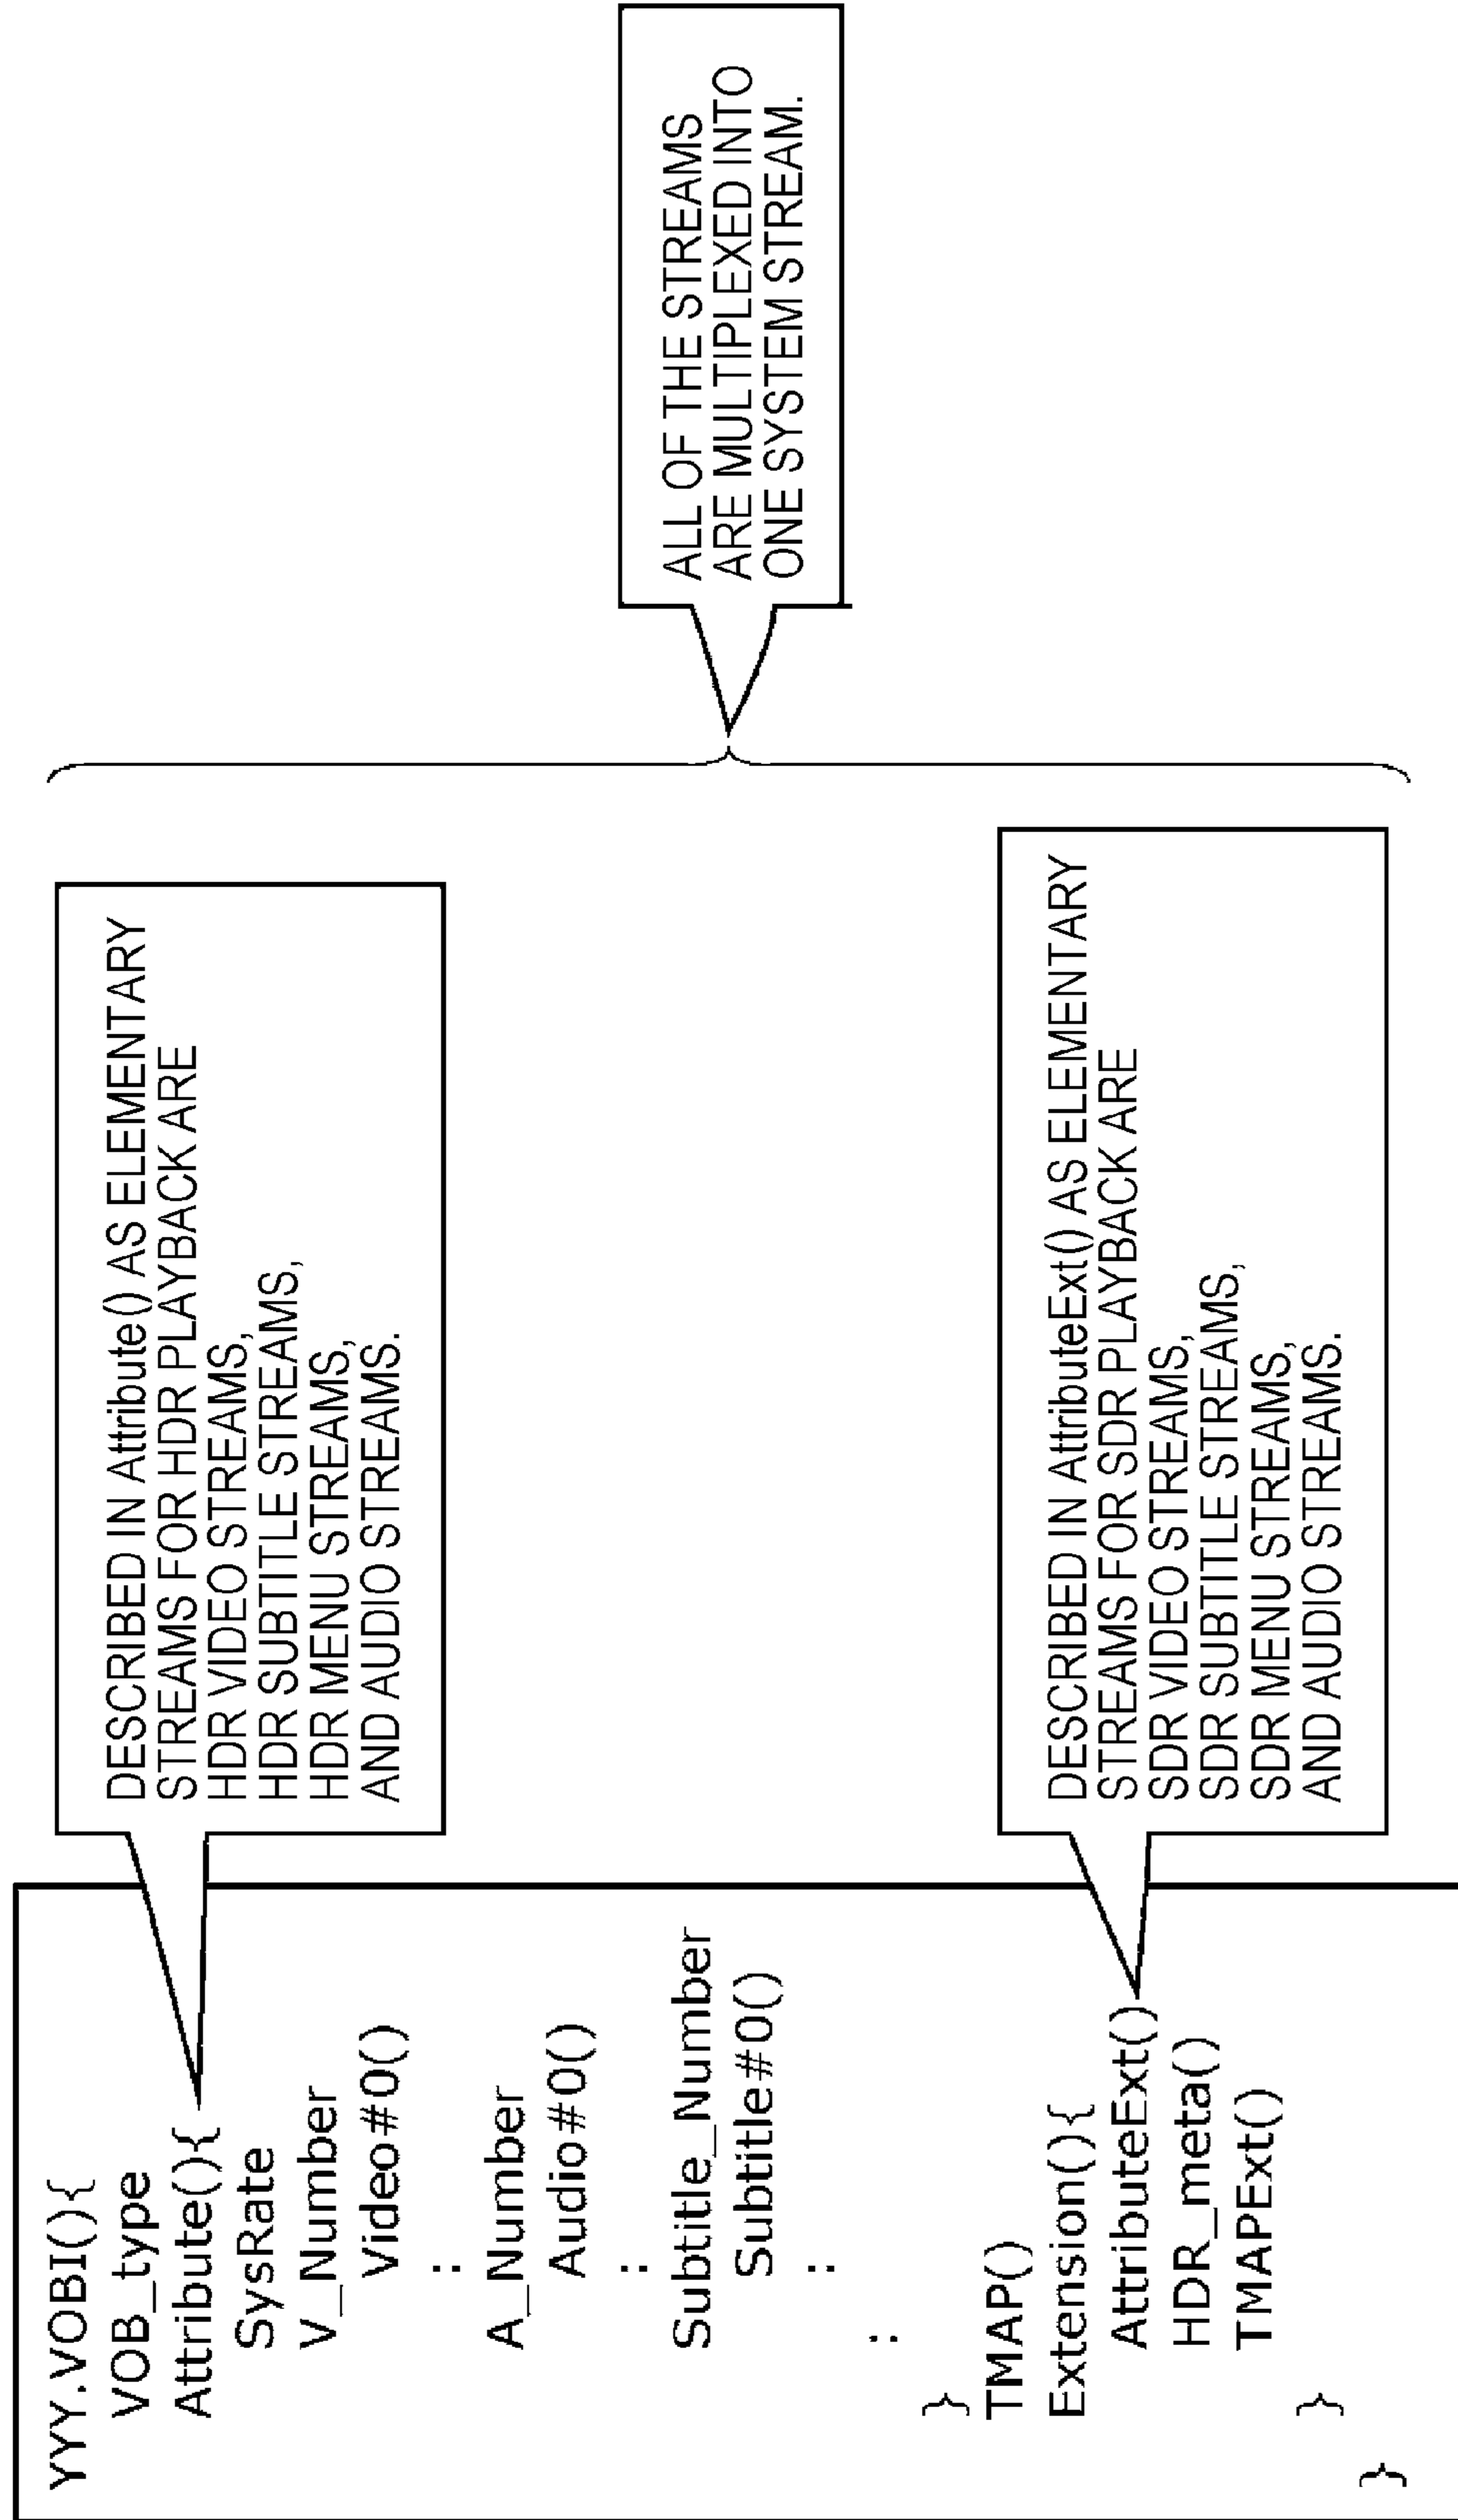 YYY.VOBI(){
VOB_type
Attribute(){
SysRate
V_Number
Video#0()
:
A_Number
Audio#0()
:
Subtitle_Number
Subtitle#0()
:
:
}
TMAP()
Extension(){
AttributeExt()
HDR_meta()
TMAPExt()
}
}
DESCRIBED IN Attribute() AS ELEMENTARY
STREAMS FOR HDR PLAYBACK ARE
HDR VIDEO STREAMS,
HDR SUBTITLE STREAMS,
HDR MENU STREAMS,
AND AUDIO STREAMS.
DESCRIBED IN AttributeExt() AS ELEMENTARY
STREAMS FOR SDR PLAYBACK ARE
SDR VIDEO STREAMS,
SDR SUBTITLE STREAMS,
SDR MENU STREAMS,
AND AUDIO STREAMS.
ALL OF THE STREAMS
ARE MULTIPLEXED INTO
ONE SYSTEM STREAM.